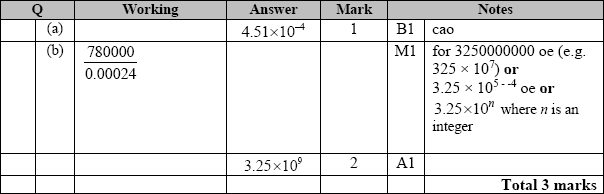 Q Working Answer Mark Notes
(a) 4.51×10⁻⁴ 1 B1 cao
(b) 780000 M1 for 3250000000 oe (e.g.
0.00024 325 × 10⁷) or
3.25 × 10⁵⁻⁻⁴ oe or
3.25×10ⁿ where n is an
integer
3.25×10⁹ 2 A1
Total 3 marks